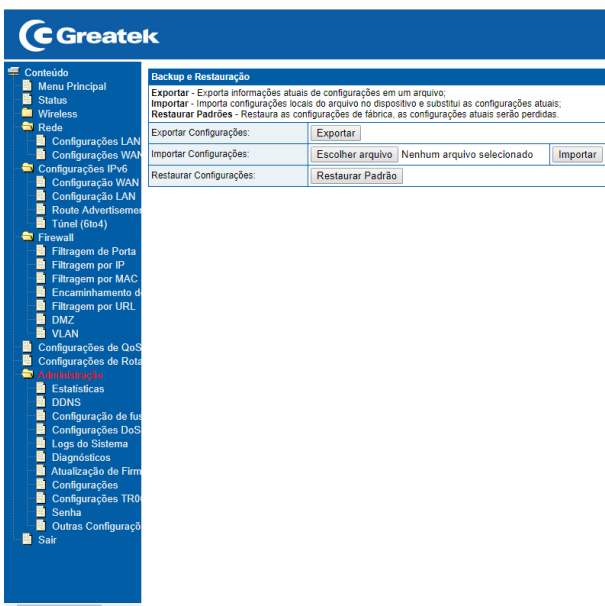 Greatek
Conteúdo
Menu Principal
Status
Wireless
Rede
Configurações LAN
Configurações WAN
Configurações IPv6
Configuração WAN
Configuração LAN
Route Advertisemen
Túnel (6to4)
Firewall
Filtragem de Porta
Filtragem por IP
Filtragem por MAC
Encaminhamento d
Filtragem por URL
DMZ
VLAN
Configurações de QoS
Configurações de Rota
Administração
Estatísticas
DDNS
Configuração de fus
Configurações DoS
Logs do Sistema
Diagnósticos
Atualização de Firm
Configurações
Configurações TR0
Senha
Outras Configuraçõ
Sair
Backup e Restauração
Exportar - Exporta informações atuais de configurações em um arquivo;
Importar - Importa configurações locais do arquivo no dispositivo e substitui as configurações atuais;
Restaurar Padrões - Restaura as configurações de fábrica, as configurações atuais serão perdidas.
Exportar Configurações: Exportar
Importar Configurações: Escolher arquivo Nenhum arquivo selecionado Importar
Restaurar Configurações: Restaurar Padrão